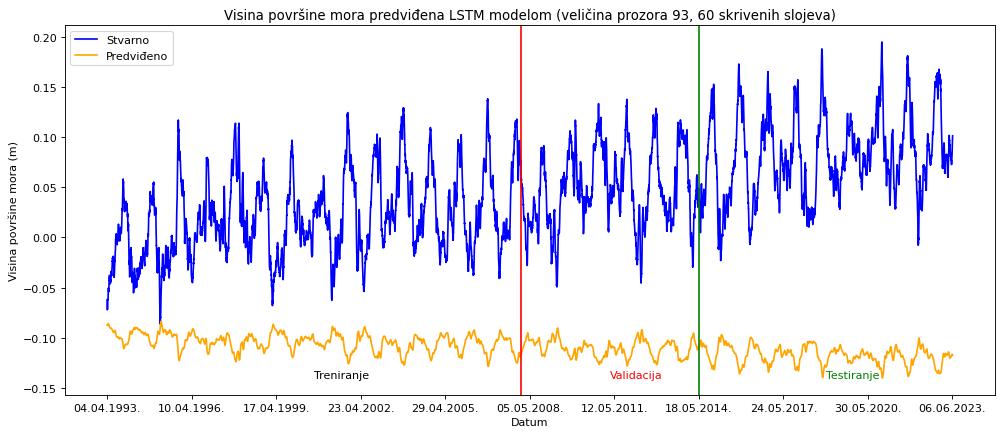 Visina površine mora predviđena LSTM modelom (veličina prozora 93, 60 skrivenih slojeva)
Stvarno
Predviđeno
0.20
0.15
0.10
0.05
0.00
−0.05
−0.10
−0.15
Visina površine mora (m)
Treniranje
Validacija
Testiranje
04.04.1993.
10.04.1996.
17.04.1999.
23.04.2002.
29.04.2005.
05.05.2008.
12.05.2011.
18.05.2014.
24.05.2017.
30.05.2020.
06.06.2023.
Datum